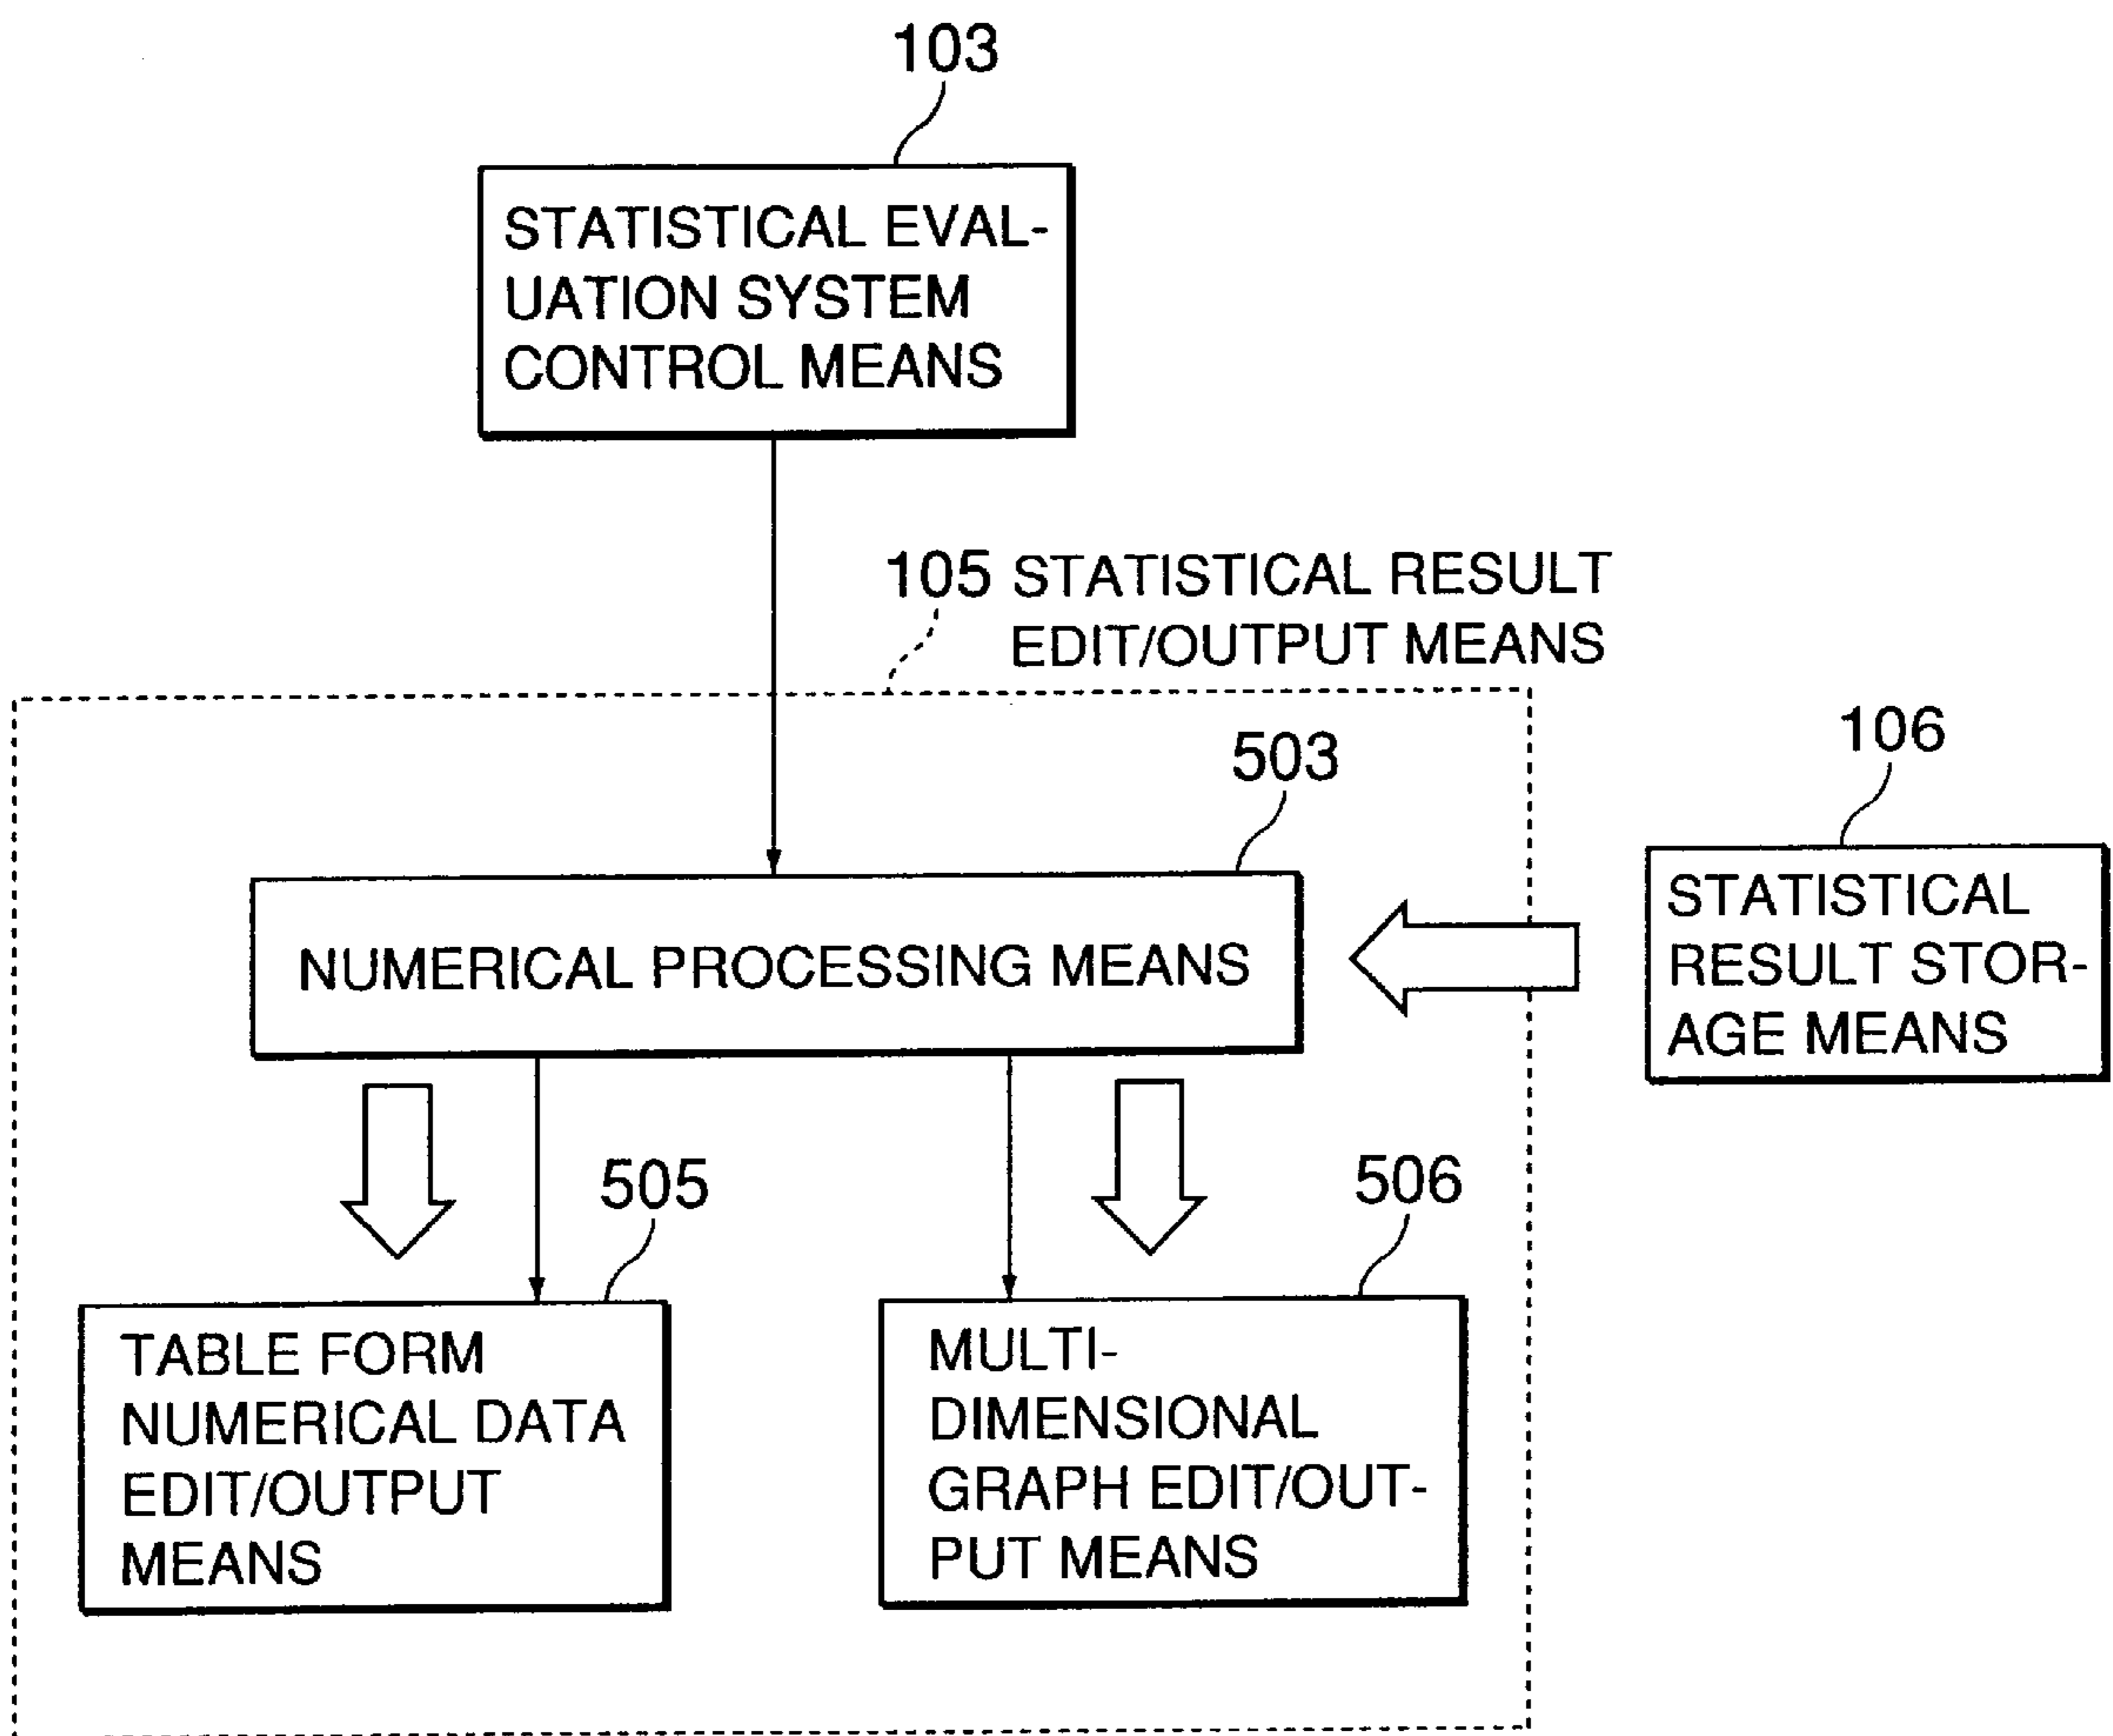 103
STATISTICAL EVAL-
UATION SYSTEM
CONTROL MEANS
105 STATISTICAL RESULT
EDIT/OUTPUT MEANS
503
106
NUMERICAL PROCESSING MEANS
STATISTICAL
RESULT STOR-
AGE MEANS
505
TABLE FORM
NUMERICAL DATA
EDIT/OUTPUT
MEANS
506
MULTI-
DIMENSIONAL
GRAPH EDIT/OUT-
PUT MEANS